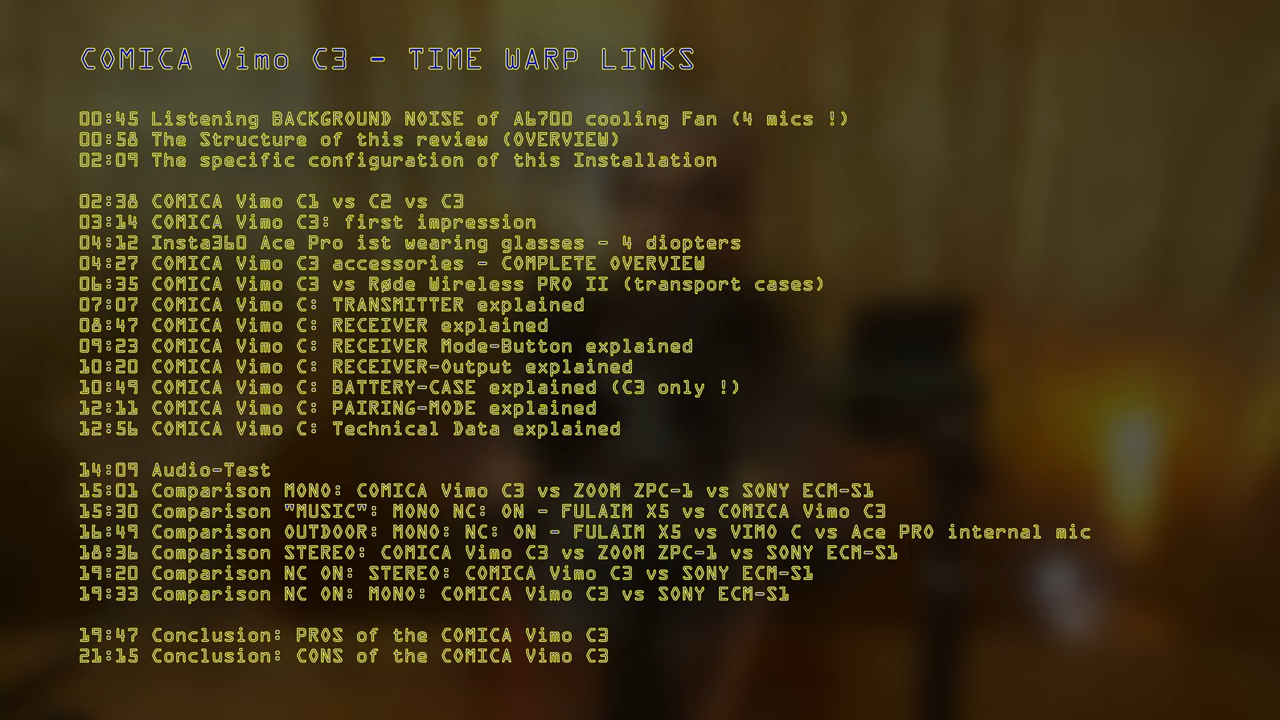 COMICA Vimo C3 - TIME WARP LINKS
00:45 Listening BACKGROUND NOISE of A6700 cooling Fan (4 mics !)
00:58 The Structure of this review (OVERVIEW)
02:09 The specific configuration of this Installation
02:38 COMICA Vimo C1 vs C2 vs C3
03:14 COMICA Vimo C3: first impression
04:12 Insta360 Ace Pro ist wearing glasses - 4 diopters
04:27 COMICA Vimo C3 accessories - COMPLETE OVERVIEW
06:35 COMICA Vimo C3 vs Røde Wireless PRO II (transport cases)
07:07 COMICA Vimo C: TRANSMITTER explained
08:47 COMICA Vimo C: RECEIVER explained
09:23 COMICA Vimo C: RECEIVER Mode-Button explained
10:20 COMICA Vimo C: RECEIVER-Output explained
10:49 COMICA Vimo C: BATTERY-CASE explained (C3 only !)
12:11 COMICA Vimo C: PAIRING-MODE explained
12:56 COMICA Vimo C: Technical Data explained
14:09 Audio-Test
15:01 Comparison MONO: COMICA Vimo C3 vs ZOOM ZPC-1 vs SONY ECM-S1
15:30 Comparison "MUSIC": MONO NC: ON - FULAIM X5 vs COMICA Vimo C3
16:49 Comparison OUTDOOR: MONO: NC: ON - FULAIM X5 vs VIMO C vs Ace PRO internal mic
18:36 Comparison STEREO: COMICA Vimo C3 vs ZOOM ZPC-1 vs SONY ECM-S1
19:20 Comparison NC ON: STEREO: COMICA Vimo C3 vs SONY ECM-S1
19:33 Comparison NC ON: MONO: COMICA Vimo C3 vs SONY ECM-S1
19:47 Conclusion: PROS of the COMICA Vimo C3
21:15 Conclusion: CONS of the COMICA Vimo C3